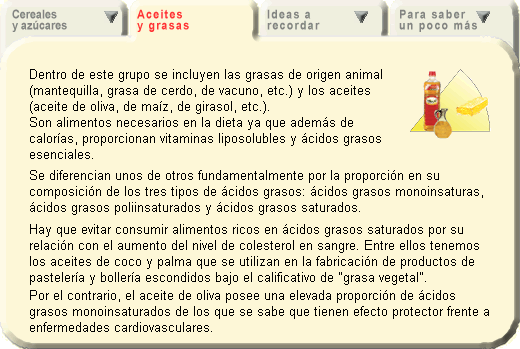 Cereales
y azúcares
Aceites
y grasas
Ideas a
recordar
Para saber
un poco más
Dentro de este grupo se incluyen las grasas de origen animal
(mantequilla, grasa de cerdo, de vacuno, etc.) y los aceites
(aceite de oliva, de maíz, de girasol, etc.).
Son alimentos necesarios en la dieta ya que además de
calorías, proporcionan vitaminas liposolubles y ácidos grasos
esenciales.
Se diferencian unos de otros fundamentalmente por la proporción en su
composición de los tres tipos de ácidos grasos: ácidos grasos monoinsaturas,
ácidos grasos poliinsaturados y ácidos grasos saturados.
Hay que evitar consumir alimentos ricos en ácidos grasos saturados por su
relación con el aumento del nivel de colesterol en sangre. Entre ellos tenemos
los aceites de coco y palma que se utilizan en la fabricación de productos de
pastelería y bollería escondidos bajo el calificativo de "grasa vegetal".
Por el contrario, el aceite de oliva posee una elevada proporción de ácidos
grasos monoinsaturados de los que se sabe que tienen efecto protector frente a
enfermedades cardiovasculares.